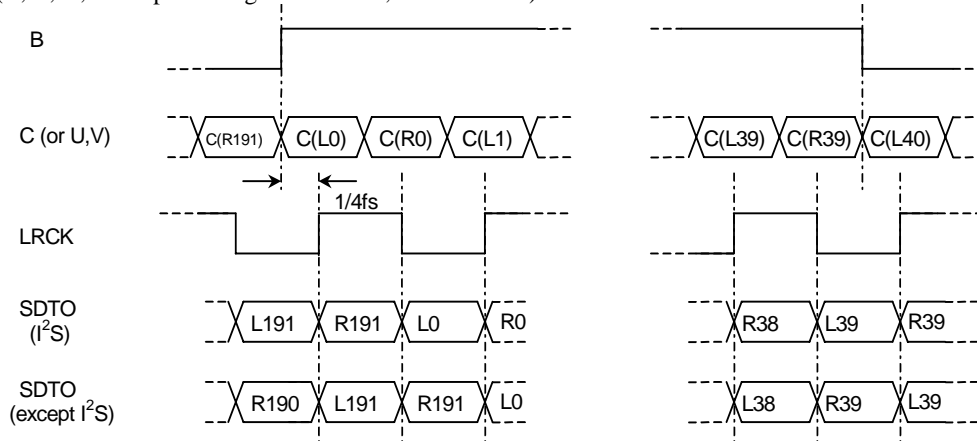 B
C (or U,V)
C(R191) C(L0) C(R0) C(L1)
C(L39) C(R39) C(L40)
1/4fs
LRCK
SDTO
(I²S)
L191 R191 L0 R0
R38 L39 R39
SDTO
(except I²S)
R190 L191 R191 L0
L38 R39 L39